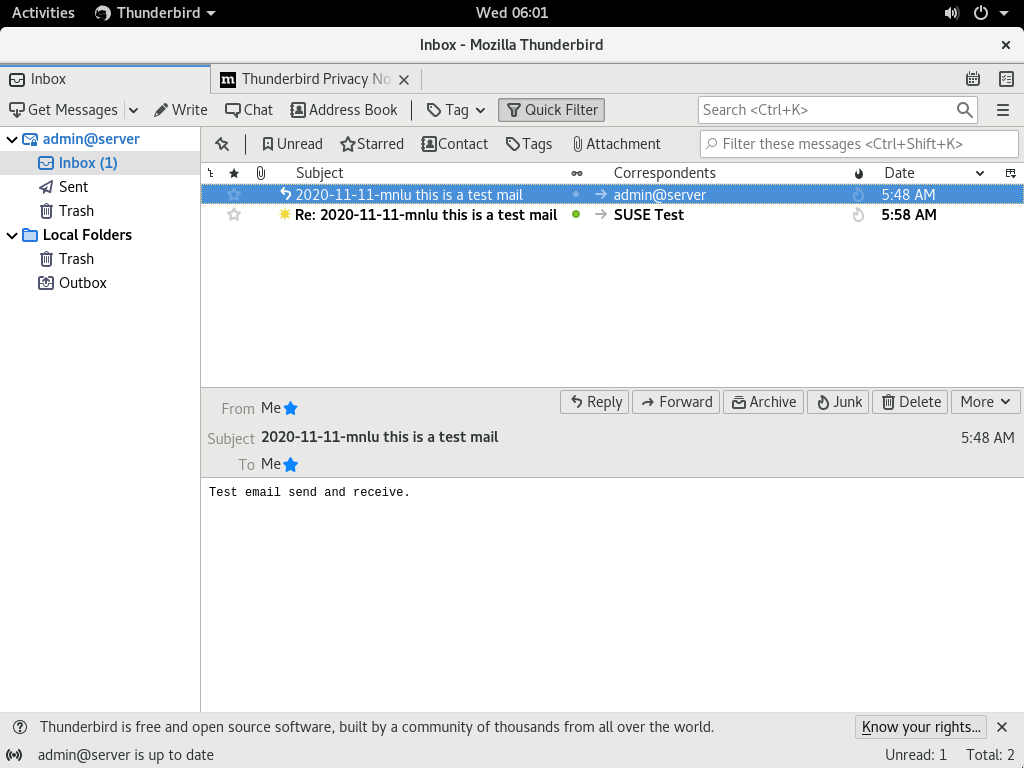 Activities Thunderbird Wed 06:01
Inbox - Mozilla Thunderbird
Inbox Thunderbird Privacy No
Get Messages Write Chat Address Book Tag Quick Filter Search <Ctrl+K>
admin@server
Inbox (1)
Sent
Trash
Local Folders
Trash
Outbox
Unread Starred Contact Tags Attachment Filter these messages <Ctrl+Shift+K>
Subject Correspondents Date
2020-11-11-mnlu this is a test mail admin@server 5:48 AM
Re: 2020-11-11-mnlu this is a test mail SUSE Test 5:58 AM
From Me Reply Forward Archive Junk Delete More
Subject 2020-11-11-mnlu this is a test mail 5:48 AM
To Me
Test email send and receive.
Thunderbird is free and open source software, built by a community of thousands from all over the world. Know your rights...
admin@server is up to date Unread: 1 Total: 2